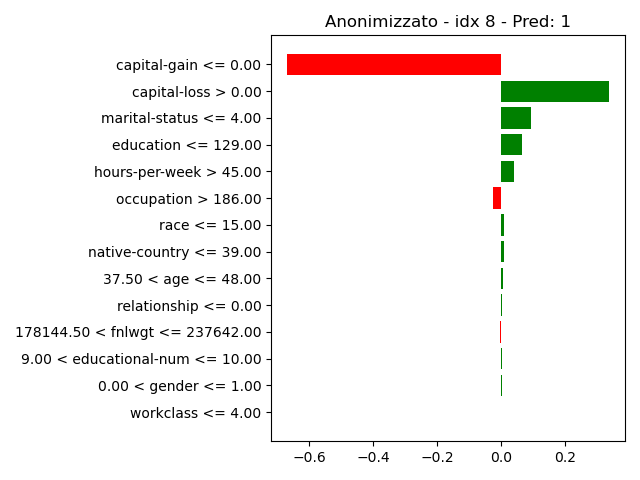 Anonimizzato - idx 8 - Pred: 1
capital-gain <= 0.00
capital-loss > 0.00
marital-status <= 4.00
education <= 129.00
hours-per-week > 45.00
occupation > 186.00
race <= 15.00
native-country <= 39.00
37.50 < age <= 48.00
relationship <= 0.00
178144.50 < fnlwgt <= 237642.00
9.00 < educational-num <= 10.00
0.00 < gender <= 1.00
workclass <= 4.00
−0.6 −0.4 −0.2 0.0 0.2